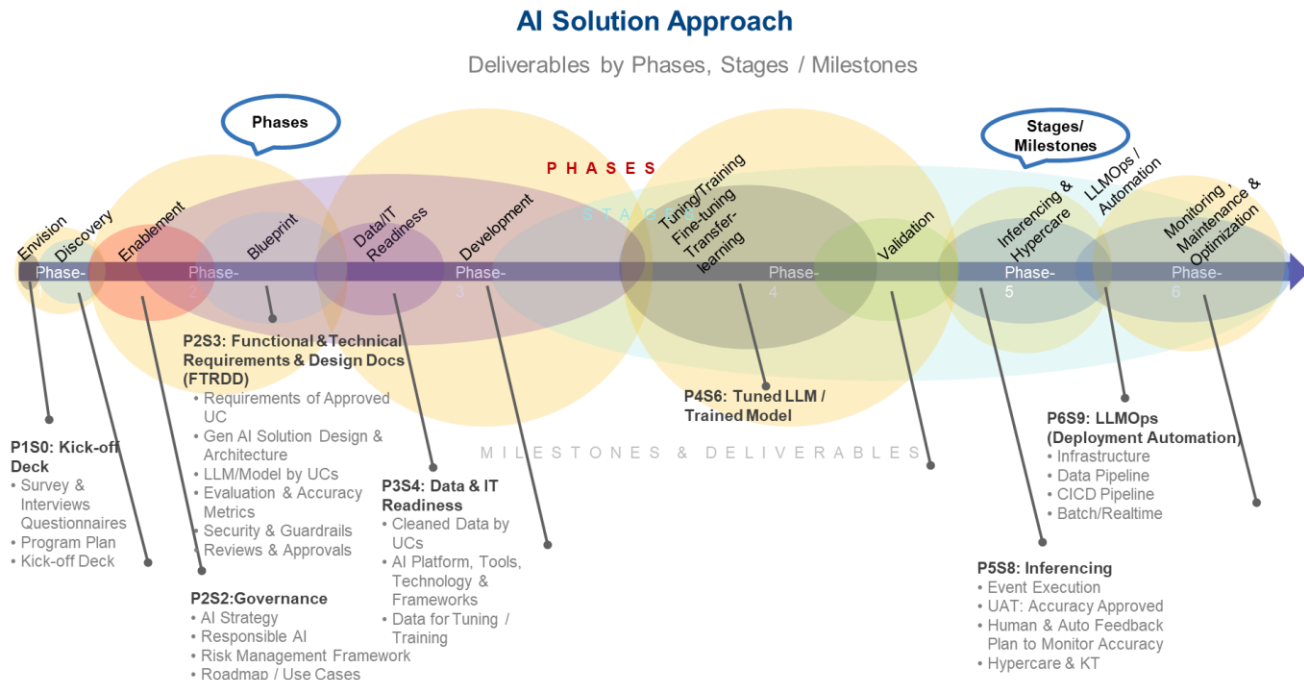 AI Solution Approach
Deliverables by Phases, Stages / Milestones
Phases
Stages/
Milestones
PHASES
STAGES
Envision
Discovery
Enablement
Blueprint
Data/IT
Readiness
Development
Tuning/Training
Fine-tuning
Transfer-
learning
Validation
Inferencing &
Hypercare
LLMOps /
Automation
Monitoring ,
Maintenance &
Optimization
Phase-
Phase-
2
Phase-
3
Phase-
4
Phase-
5
Phase-
6
MILESTONES & DELIVERABLES
P1S0: Kick-off
Deck
• Survey &
Interviews
Questionnaires
• Program Plan
• Kick-off Deck
P2S3: Functional & Technical
Requirements & Design Docs
(FTRDD)
• Requirements of Approved
UC
• Gen AI Solution Design &
Architecture
• LLM/Model by UCs
• Evaluation & Accuracy
Metrics
• Security & Guardrails
• Reviews & Approvals
P2S2:Governance
• AI Strategy
• Responsible AI
• Risk Management Framework
• Roadmap / Use Cases
P3S4: Data & IT
Readiness
• Cleaned Data by
UCs
• AI Platform, Tools,
Technology &
Frameworks
• Data for Tuning /
Training
P4S6: Tuned LLM /
Trained Model
P5S8: Inferencing
• Event Execution
• UAT: Accuracy Approved
• Human & Auto Feedback
Plan to Monitor Accuracy
• Hypercare & KT
P6S9: LLMOps
(Deployment Automation)
• Infrastructure
• Data Pipeline
• CICD Pipeline
• Batch/Realtime